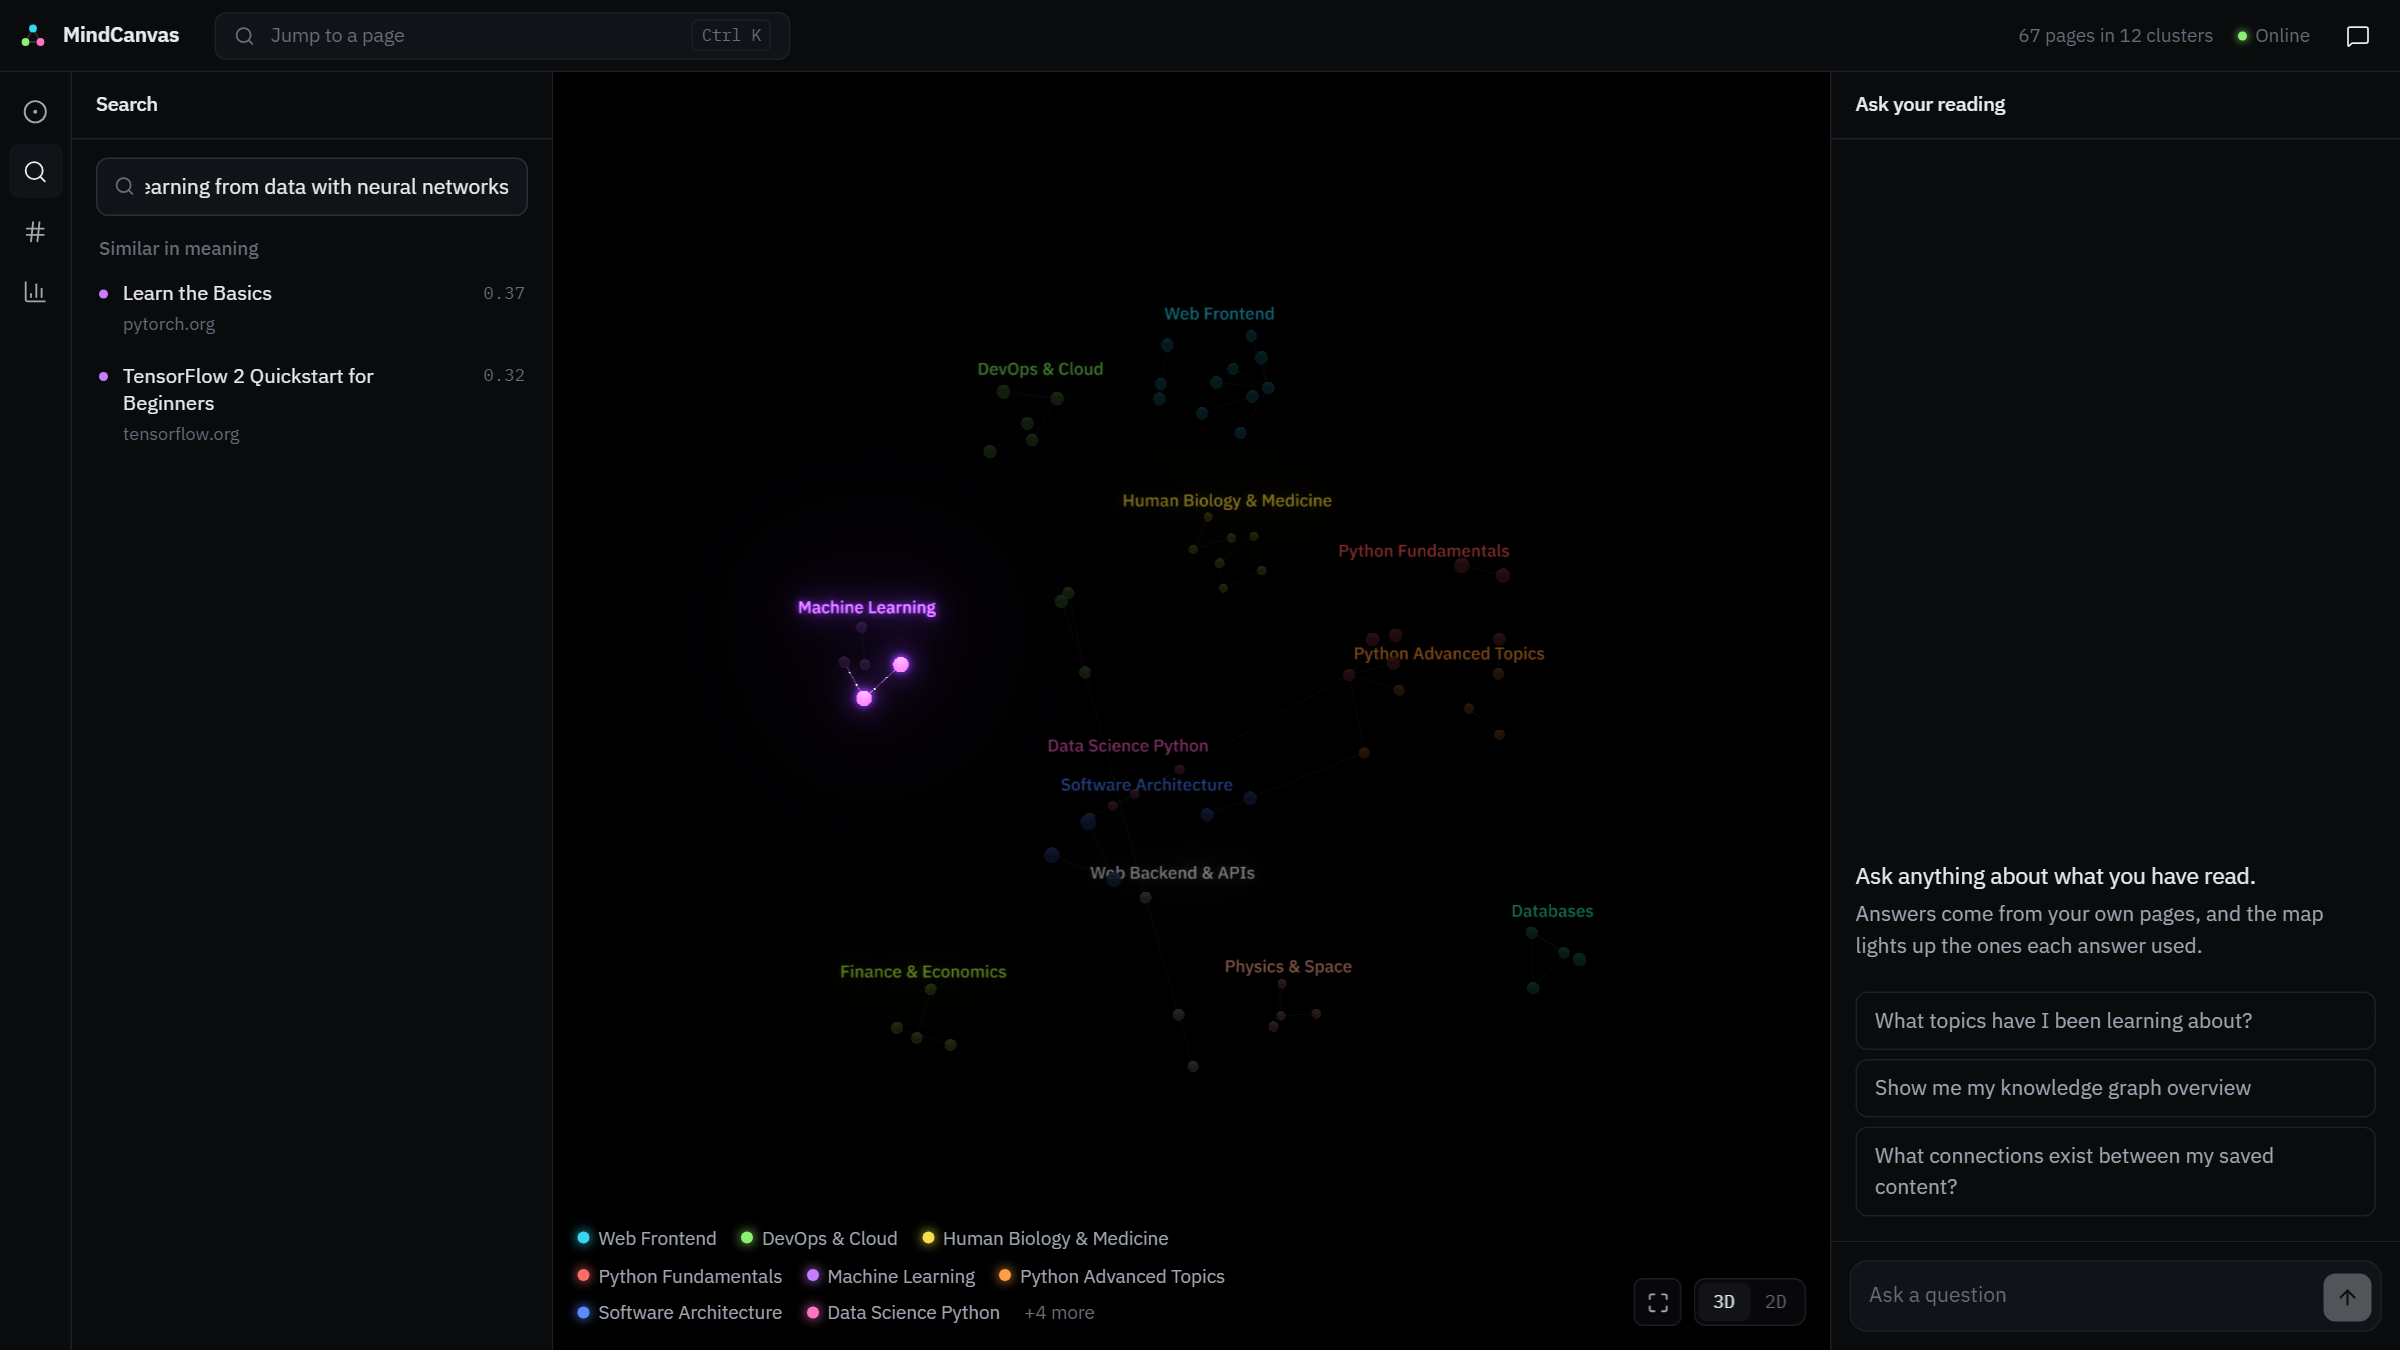 MindCanvas
Jump to a page
Ctrl K
67 pages in 12 clusters
Online
Search
earning from data with neural networks
Similar in meaning
Learn the Basics
0.37
pytorch.org
TensorFlow 2 Quickstart for
Beginners
0.32
tensorflow.org
Web Frontend
DevOps & Cloud
Human Biology & Medicine
Python Fundamentals
Machine Learning
Python Advanced Topics
Data Science Python
Software Architecture
Web Backend & APIs
Databases
Finance & Economics
Physics & Space
Web Frontend
DevOps & Cloud
Human Biology & Medicine
Python Fundamentals
Machine Learning
Python Advanced Topics
Software Architecture
Data Science Python
+4 more
3D
2D
Ask your reading
Ask anything about what you have read.
Answers come from your own pages, and the map
lights up the ones each answer used.
What topics have I been learning about?
Show me my knowledge graph overview
What connections exist between my saved
content?
Ask a question